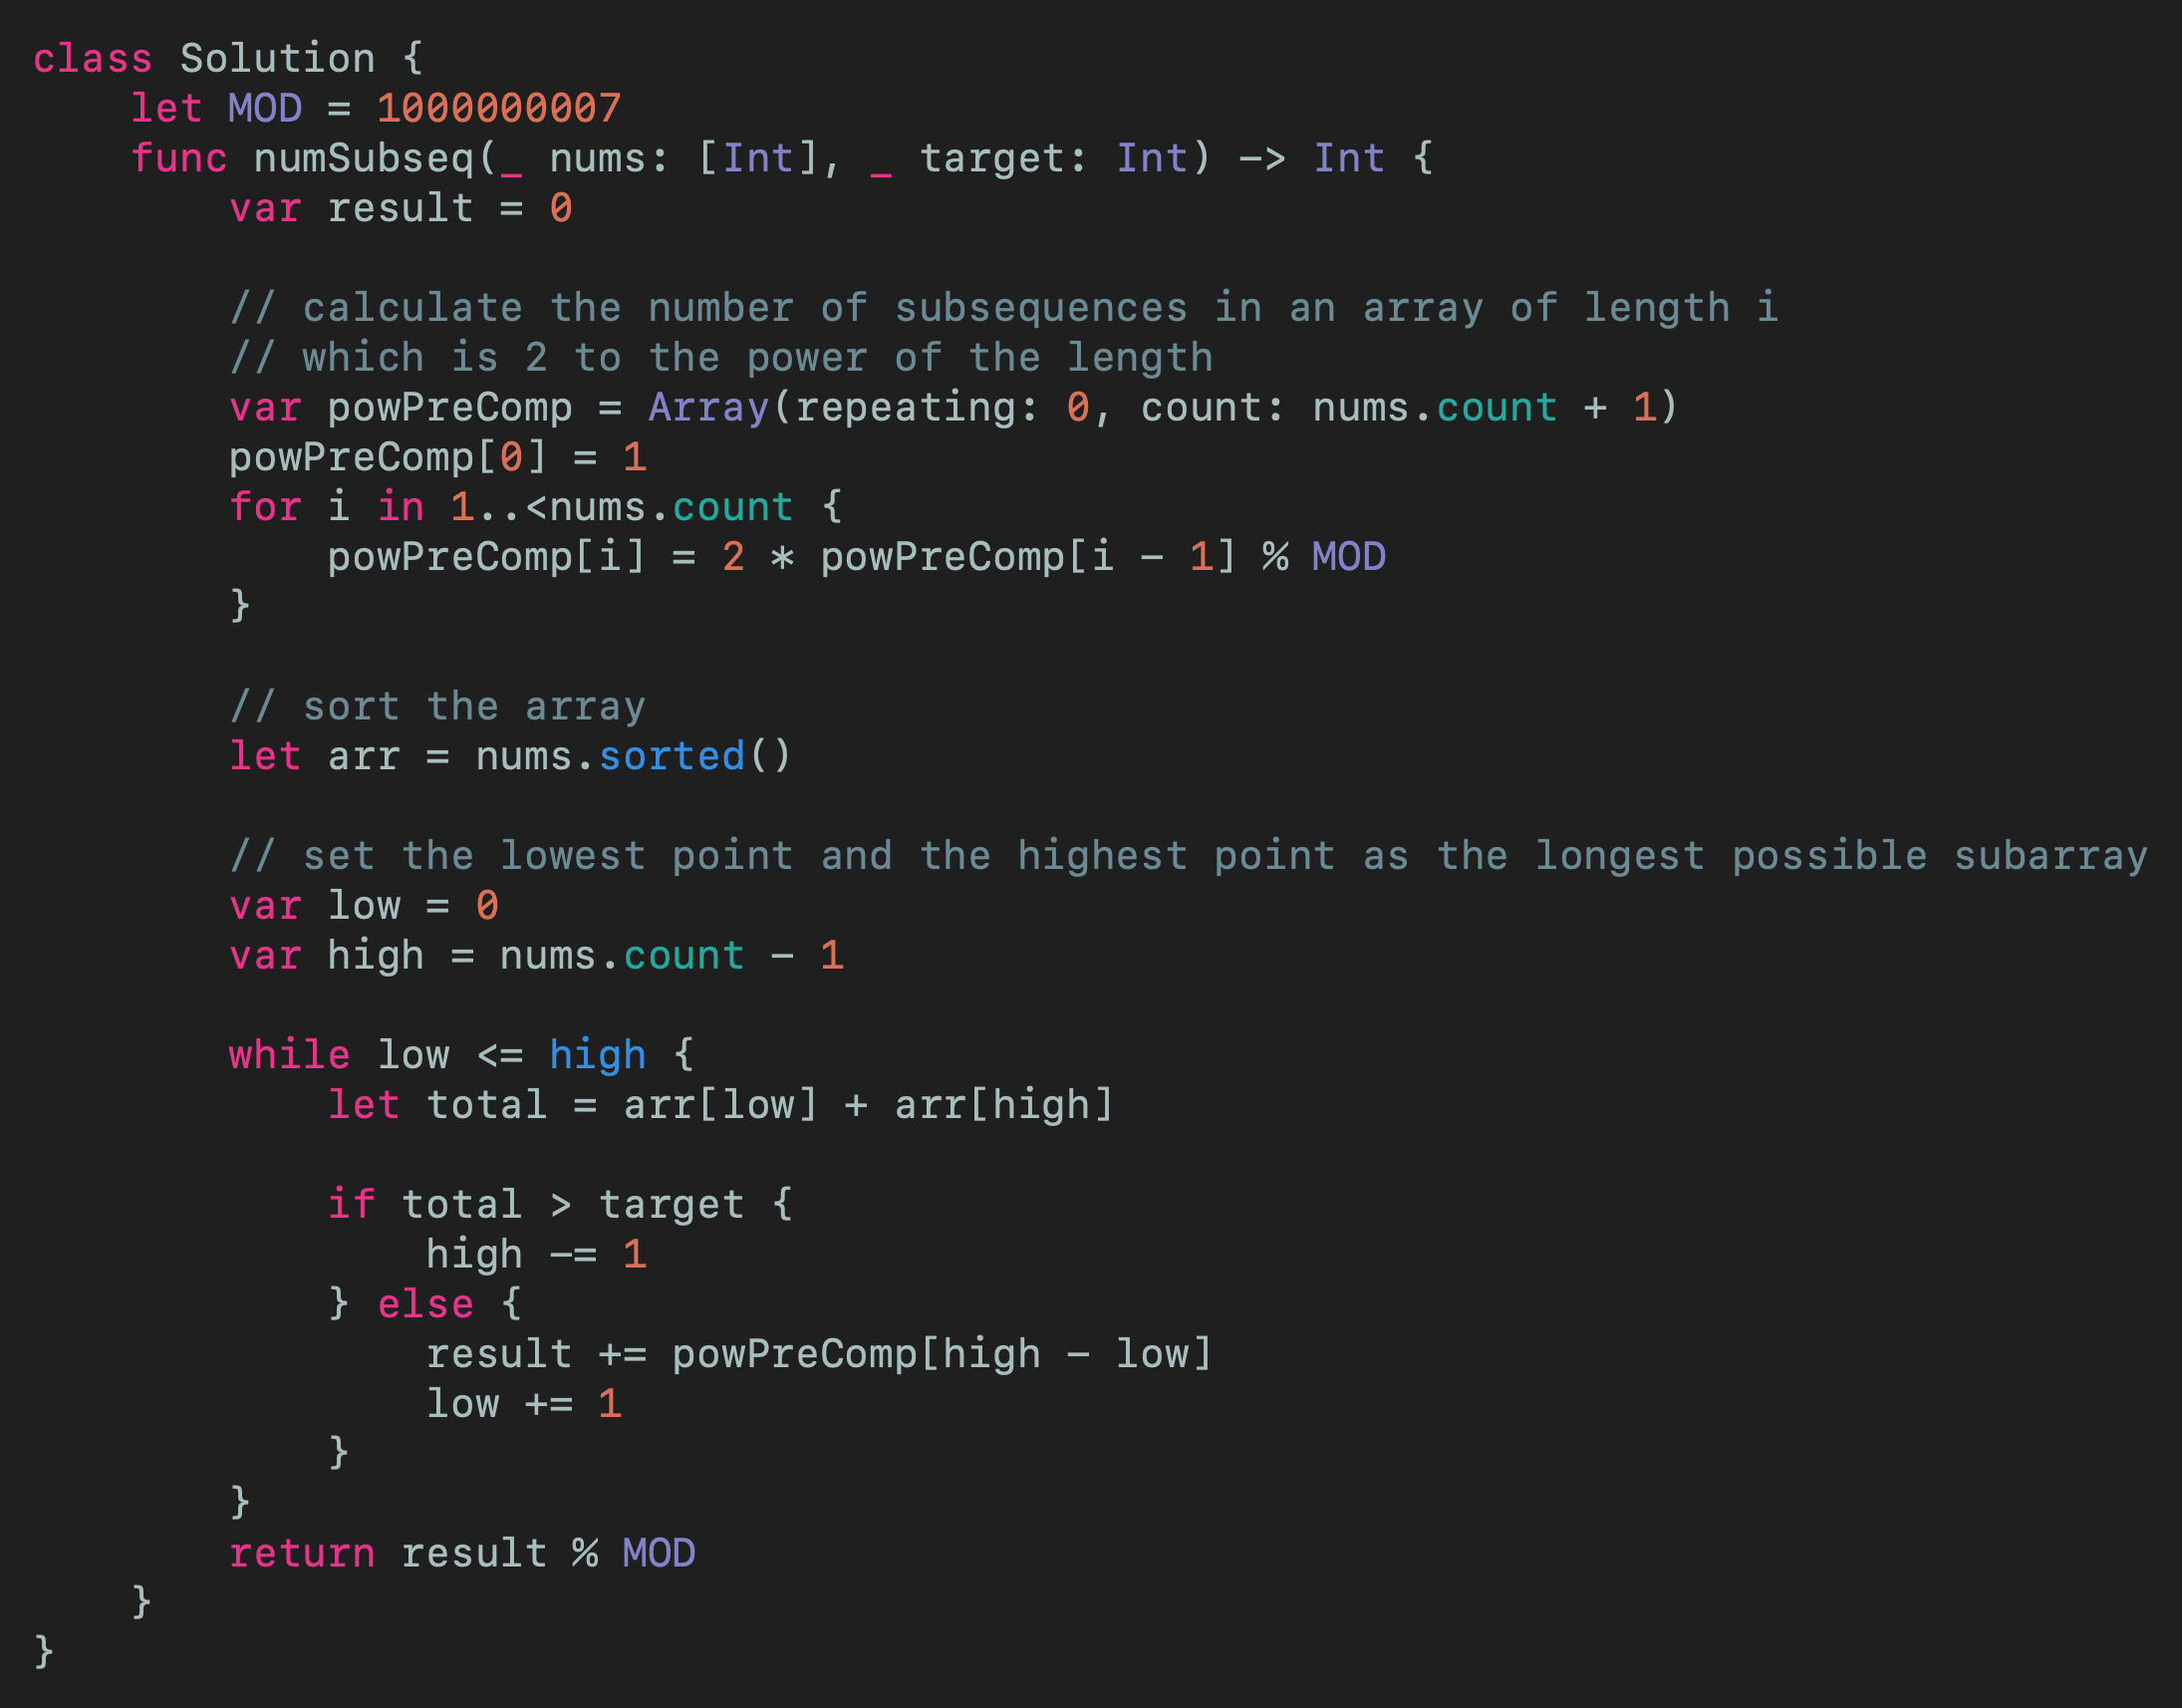 class Solution {
    let MOD = 1000000007
    func numSubseq(_ nums: [Int], _ target: Int) -> Int {
        var result = 0

        // calculate the number of subsequences in an array of length i
        // which is 2 to the power of the length
        var powPreComp = Array(repeating: 0, count: nums.count + 1)
        powPreComp[0] = 1
        for i in 1..<nums.count {
            powPreComp[i] = 2 * powPreComp[i - 1] % MOD
        }

        // sort the array
        let arr = nums.sorted()

        // set the lowest point and the highest point as the longest possible subarray
        var low = 0
        var high = nums.count - 1

        while low <= high {
            let total = arr[low] + arr[high]

            if total > target {
                high -= 1
            } else {
                result += powPreComp[high - low]
                low += 1
            }
        }
        return result % MOD
    }
}